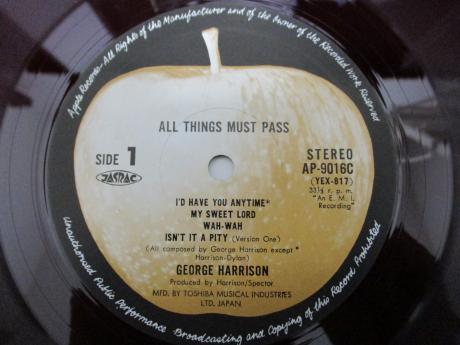 Apple Records-All Rights of the Manufacturer and of the Owner of the Recorded Work Reserved
ALL THINGS MUST PASS
SIDE 1
JASRAC
STEREO
AP-9016C
(YEX-817)
33⅓ r. p. m.
"An E. M. I.
Recording"
I'D HAVE YOU ANYTIME*
MY SWEET LORD
WAH-WAH
ISN'T IT A PITY (Version One)
(All composed by George Harrison except*
Harrison-Dylan)
GEORGE HARRISON
Produced by Harrison/Spector
MFD. BY TOSHIBA MUSICAL INDUSTRIES
LTD. JAPAN
Unauthorised Public Performance Broadcasting and Copying of this Record Prohibited